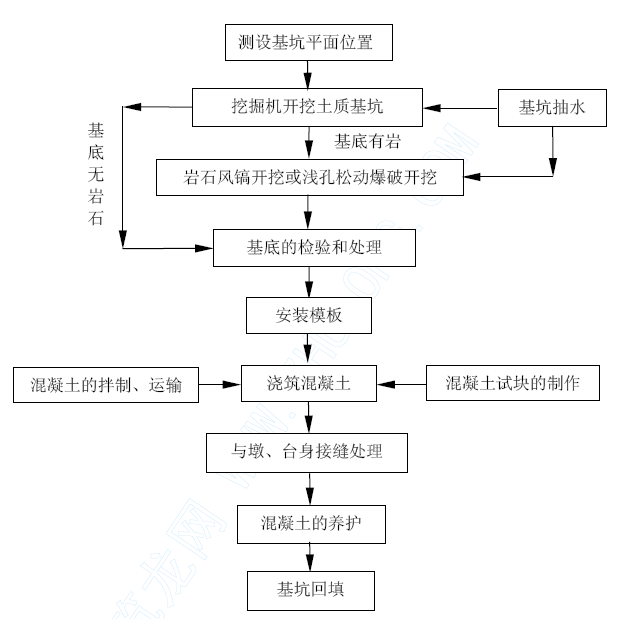 测设基坑平面位置
挖掘机开挖土质基坑
基坑抽水
基底有岩
基底无岩石
岩石风镐开挖或浅孔松动爆破开挖
基底的检验和处理
安装模板
混凝土的拌制、运输
浇筑混凝土
混凝土试块的制作
与墩、台身接缝处理
混凝土的养护
基坑回填